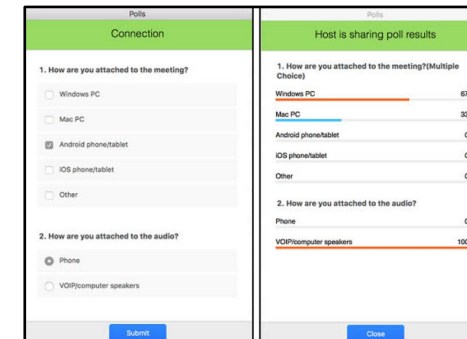 Polls
Connection
1. How are you attached to the meeting?
Windows PC
Mac PC
Android phone/tablet
iOS phone/tablet
Other
2. How are you attached to the audio?
Phone
VOIP/computer speakers
Submit
Polls
Host is sharing poll results
1. How are you attached to the meeting?(Multiple
Choice)
Windows PC 67
Mac PC 33
Android phone/tablet 0
iOS phone/tablet 0
Other 0
2. How are you attached to the audio?
Phone 0
VOIP/computer speakers 100
Close